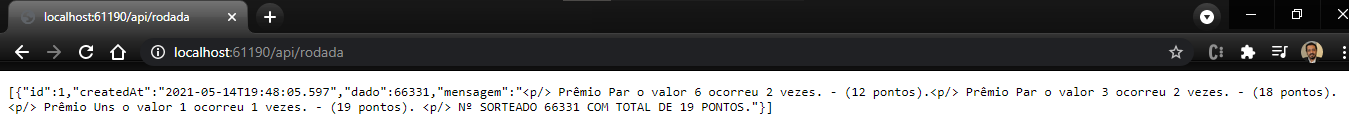 localhost:61190/api/rodada
localhost:61190/api/rodada
[{"id":1,"createdAt":"2021-05-14T19:48:05.597","dado":66331,"mensagem":"<p/> Prêmio Par o valor 6 ocorreu 2 vezes. - (12 pontos).<p/> Prêmio Par o valor 3 ocorreu 2 vezes. - (18 pontos).
<p/> Prêmio Uns o valor 1 ocorreu 1 vezes. - (19 pontos). <p/> Nº SORTEADO 66331 COM TOTAL DE 19 PONTOS."}]